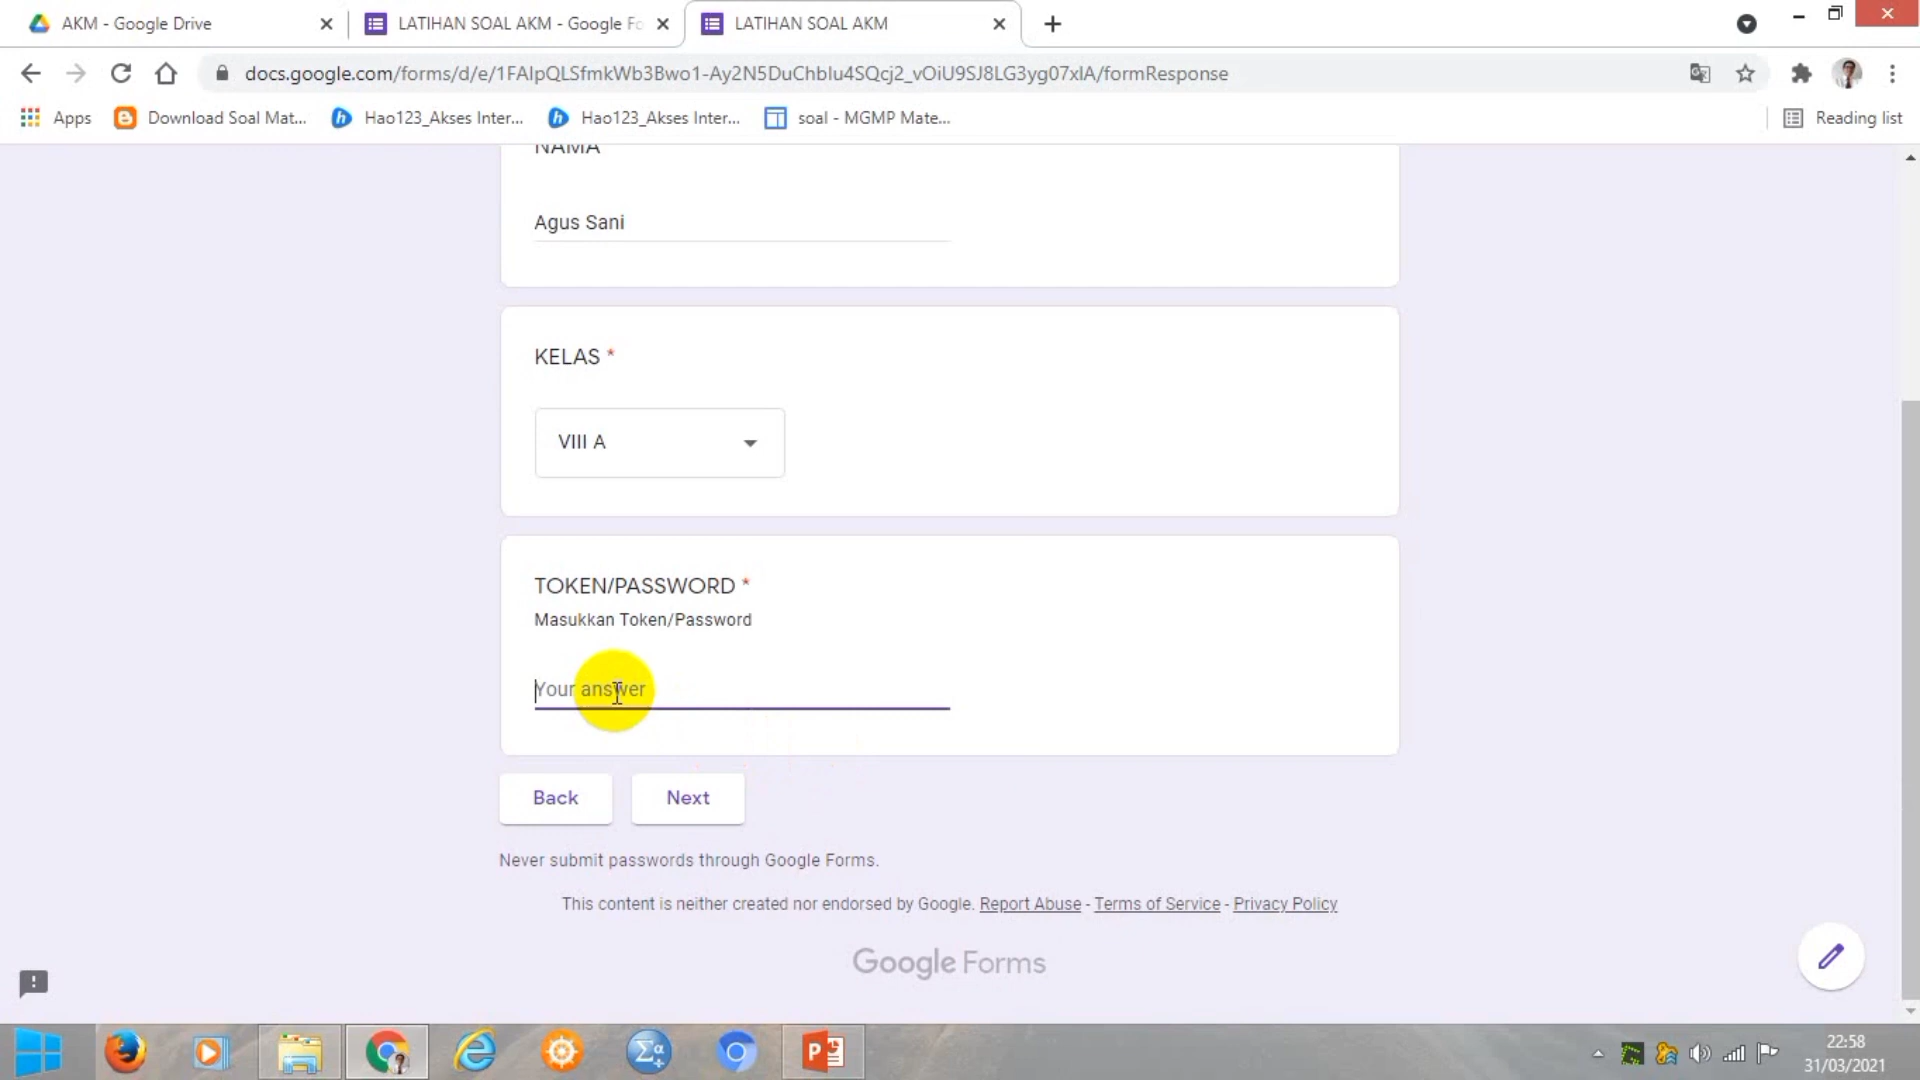 AKM - Google Drive
LATIHAN SOAL AKM - Google Fo
LATIHAN SOAL AKM
docs.google.com/forms/d/e/1FAIpQLSfmkWb3Bwo1-Ay2N5DuChbIu4SQcj2_vOiU9SJ8LG3yg07xIA/formResponse
Apps
Download Soal Mat...
Hao123_Akses Inter...
Hao123_Akses Inter...
soal - MGMP Mate...
Reading list
NAMA
Agus Sani
KELAS *
VIII A
TOKEN/PASSWORD *
Masukkan Token/Password
Your answer
Back
Next
Never submit passwords through Google Forms.
This content is neither created nor endorsed by Google. Report Abuse - Terms of Service - Privacy Policy
Google Forms
22:58
31/03/2021